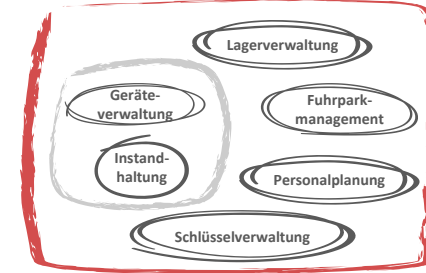 Lagerverwaltung
Geräte-
verwaltung
Fuhrpark-
management
Instand-
haltung
Personalplanung
Schlüsselverwaltung